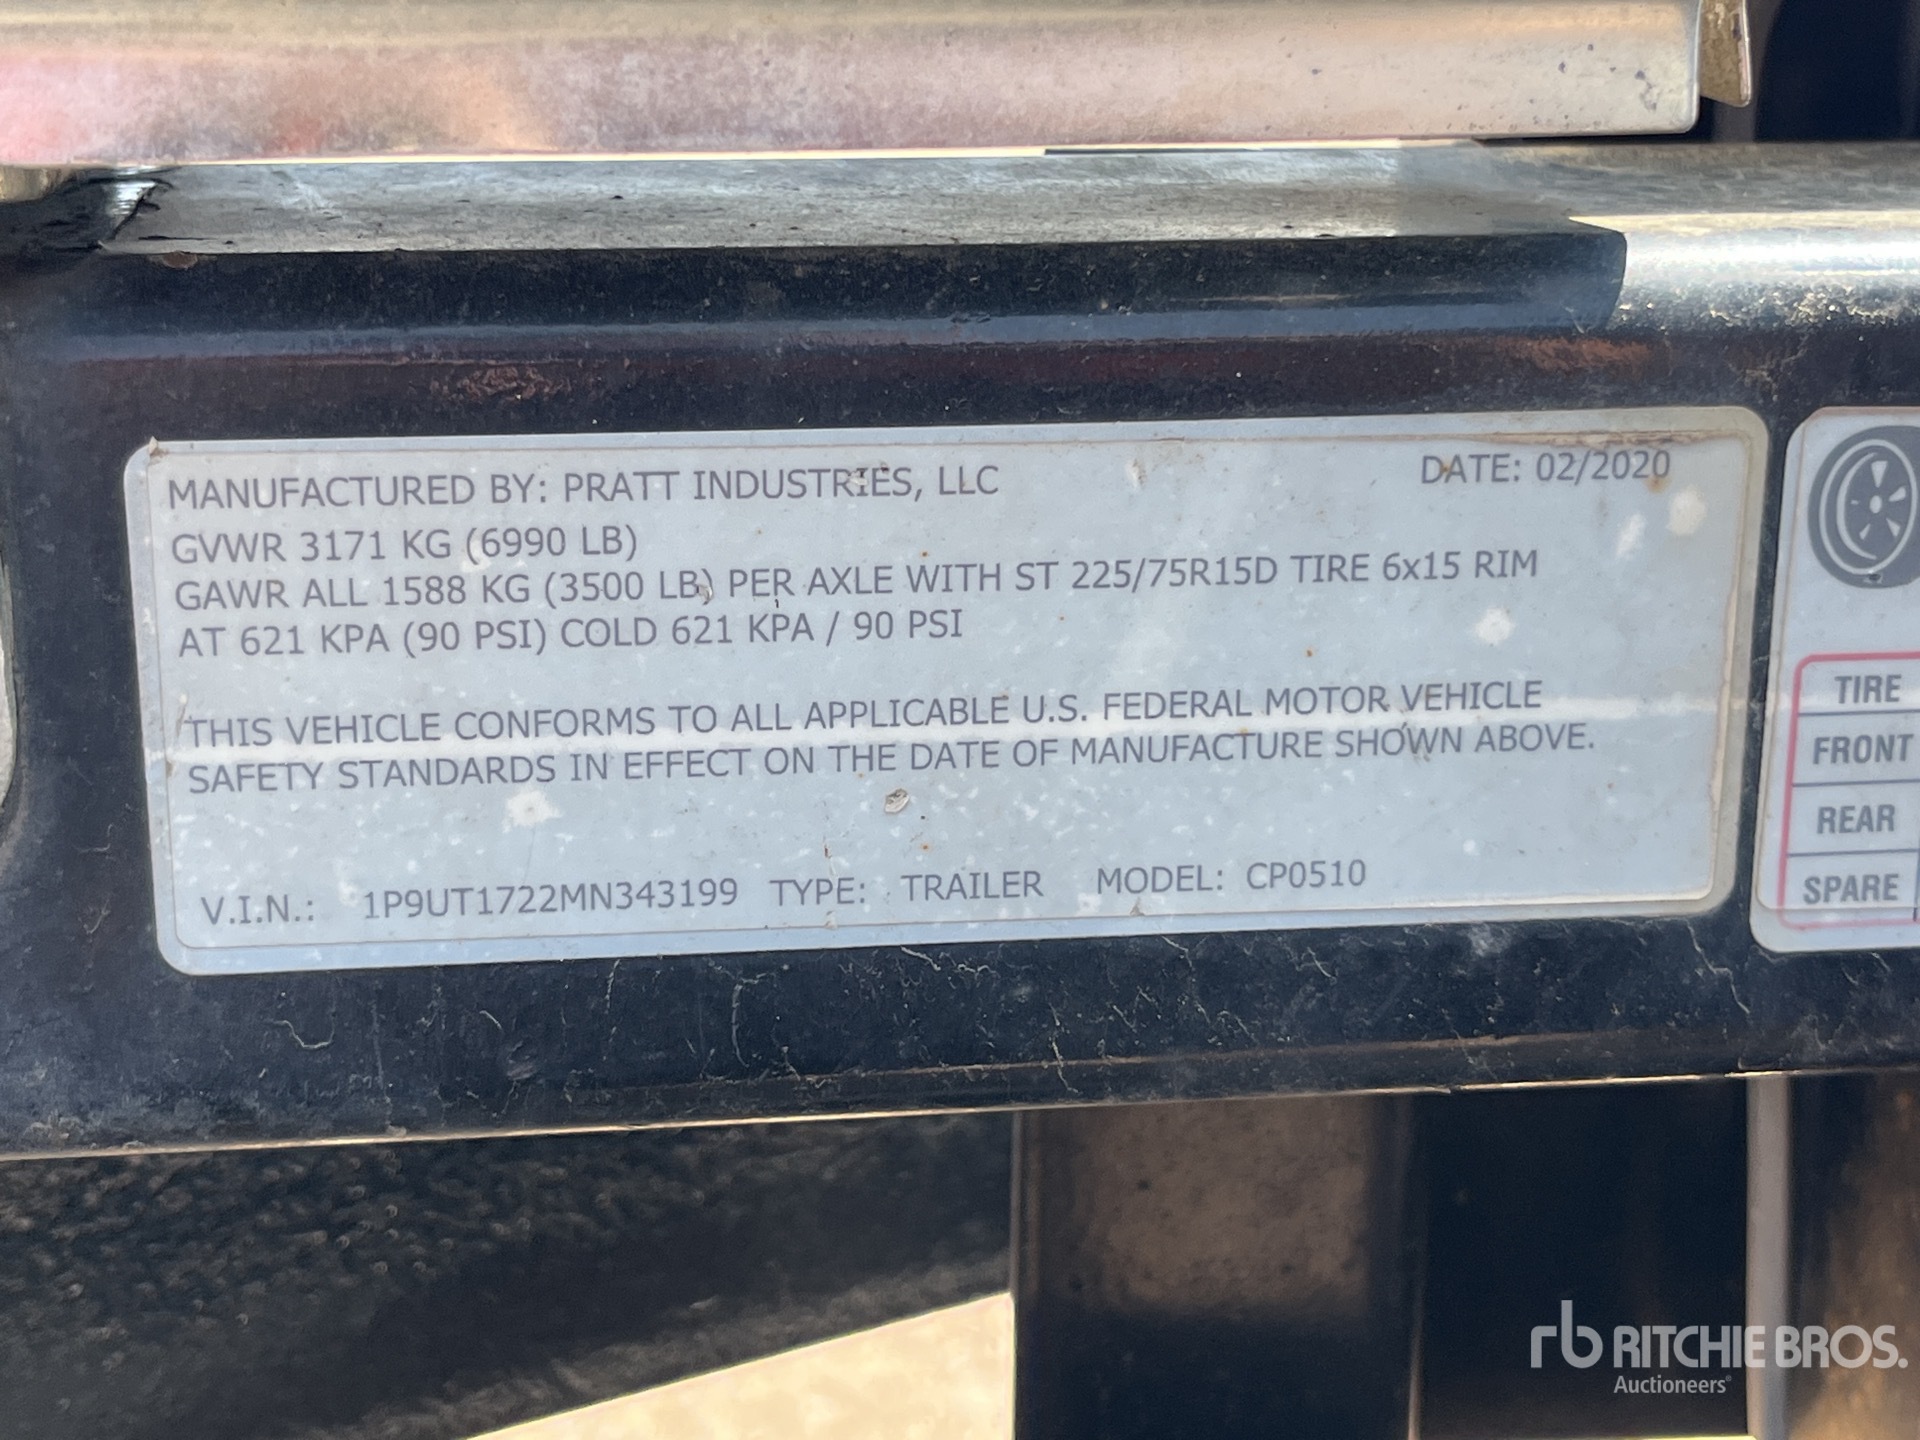 MANUFACTURED BY: PRATT INDUSTRIES, LLC DATE: 02/2020
GVWR 3171 KG (6990 LB)
GAWR ALL 1588 KG (3500 LB) PER AXLE WITH ST 225/75R15D TIRE 6x15 RIM
AT 621 KPA (90 PSI) COLD 621 KPA / 90 PSI
THIS VEHICLE CONFORMS TO ALL APPLICABLE U.S. FEDERAL MOTOR VEHICLE
SAFETY STANDARDS IN EFFECT ON THE DATE OF MANUFACTURE SHOWN ABOVE.
V.I.N.: 1P9UT1722MN343199 TYPE: TRAILER MODEL: CP0510
TIRE
FRONT
REAR
SPARE
rb RITCHIE BROS.
Auctioneers®